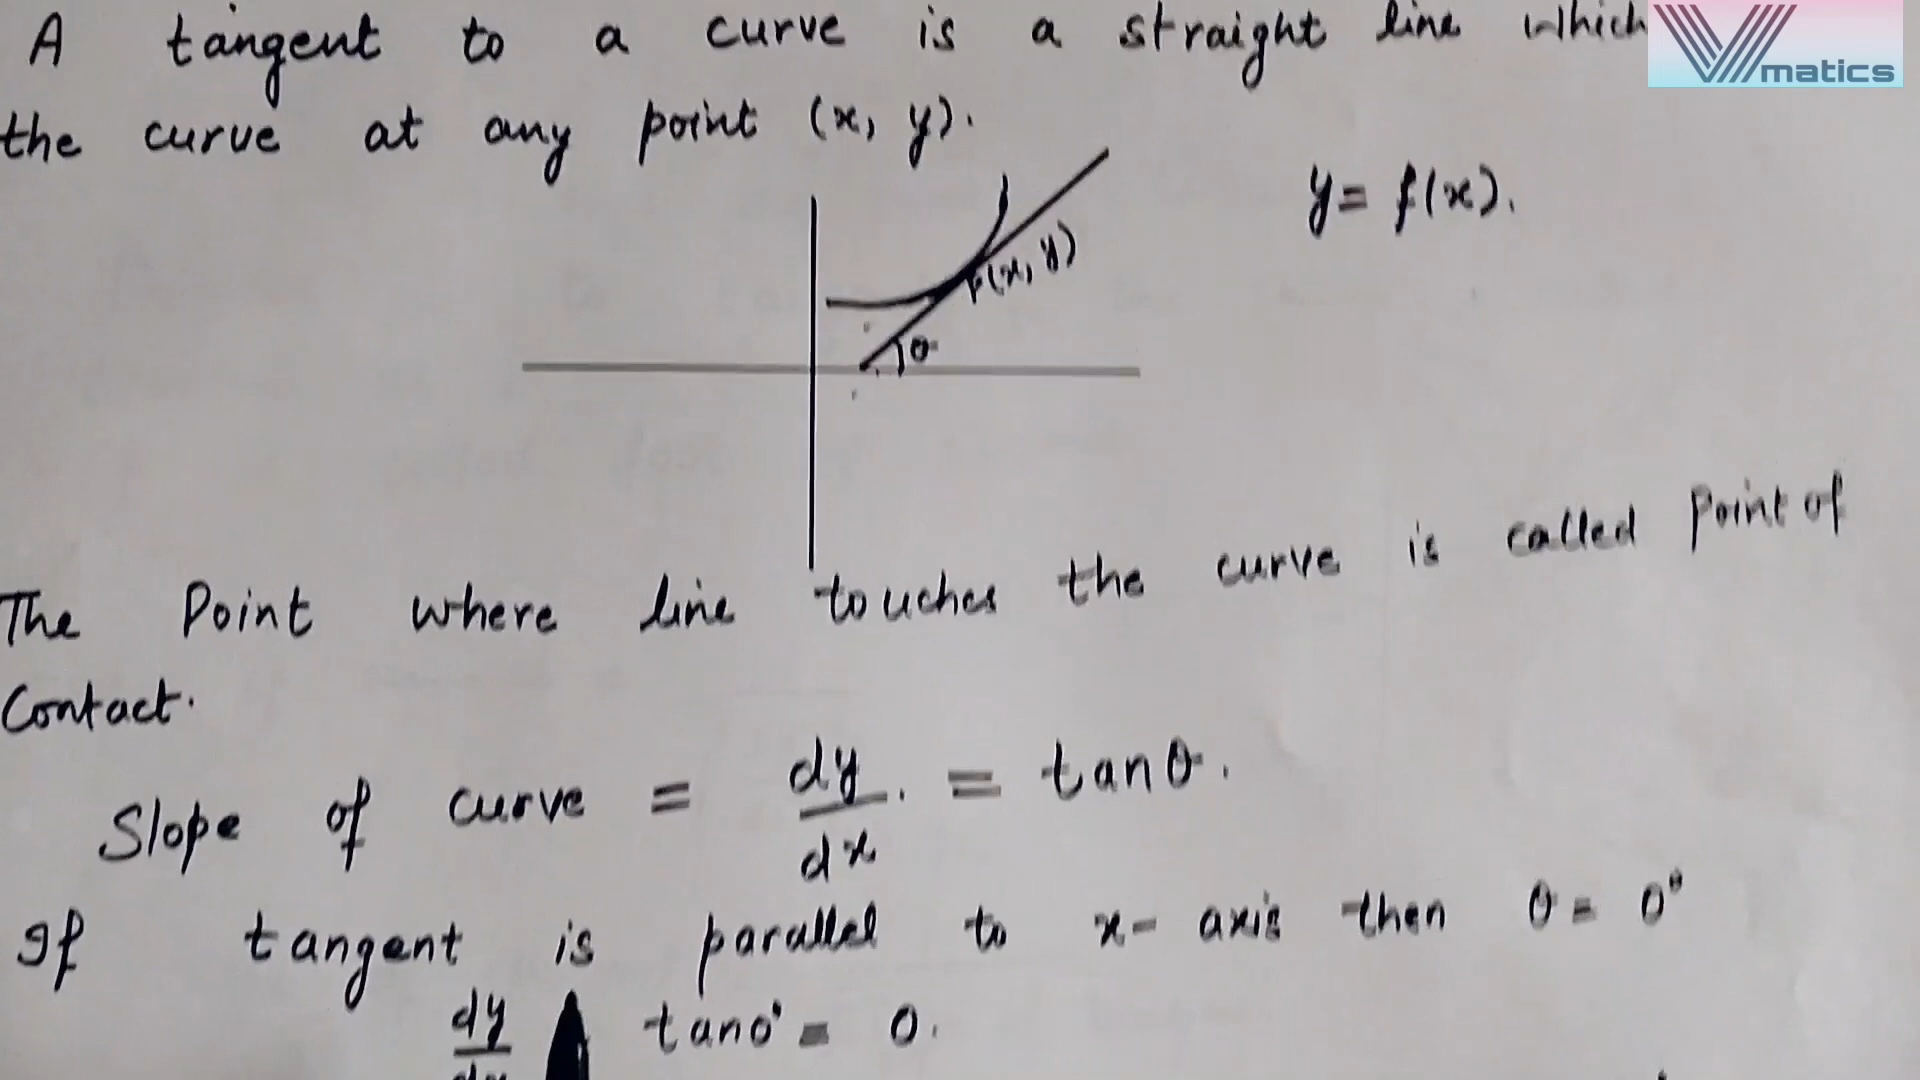 A tangent to a curve is a straight line which
Vmatics
the curve at any point (x, y).
y = f(x).
P(x, y)
θ
The Point where line touches the curve is called Point of
Contact.
Slope of curve = dy/dx. = tanθ.
If tangent is parallel to x-axis then θ = 0°
dy/dx tan0° = 0.